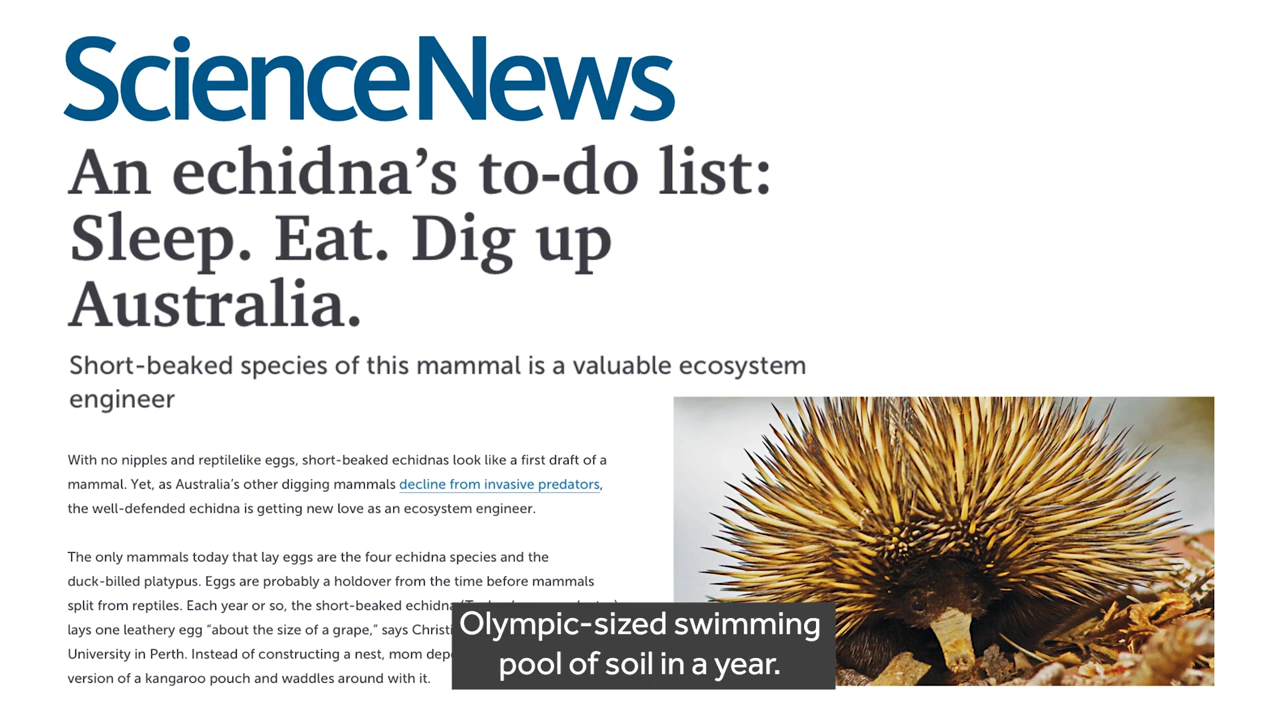 ScienceNews
An echidna’s to-do list:
Sleep. Eat. Dig up
Australia.
Short-beaked species of this mammal is a valuable ecosystem
engineer
With no nipples and reptilelike eggs, short-beaked echidnas look like a first draft of a
mammal. Yet, as Australia’s other digging mammals decline from invasive predators,
the well-defended echidna is getting new love as an ecosystem engineer.
The only mammals today that lay eggs are the four echidna species and the
duck-billed platypus. Eggs are probably a holdover from the time before mammals
split from reptiles. Each year or so, the short-beaked echidna
lays one leathery egg “about the size of a grape,” says
University in Perth. Instead of constructing a nest, mom
version of a kangaroo pouch and waddles around with it.
Olympic-sized swimming
pool of soil in a year.